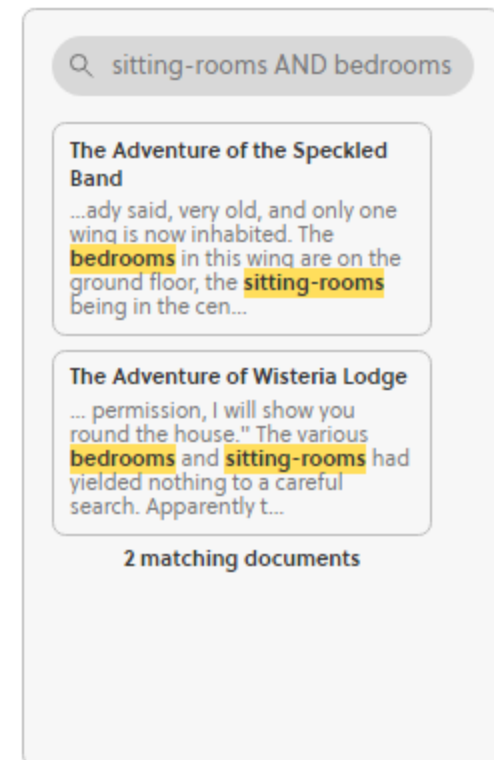 sitting-rooms AND bedrooms
The Adventure of the Speckled
Band
...ady said, very old, and only one
wing is now inhabited. The
bedrooms in this wing are on the
ground floor, the sitting-rooms
being in the cen...
The Adventure of Wisteria Lodge
... permission, I will show you
round the house." The various
bedrooms and sitting-rooms had
yielded nothing to a careful
search. Apparently t...
2 matching documents